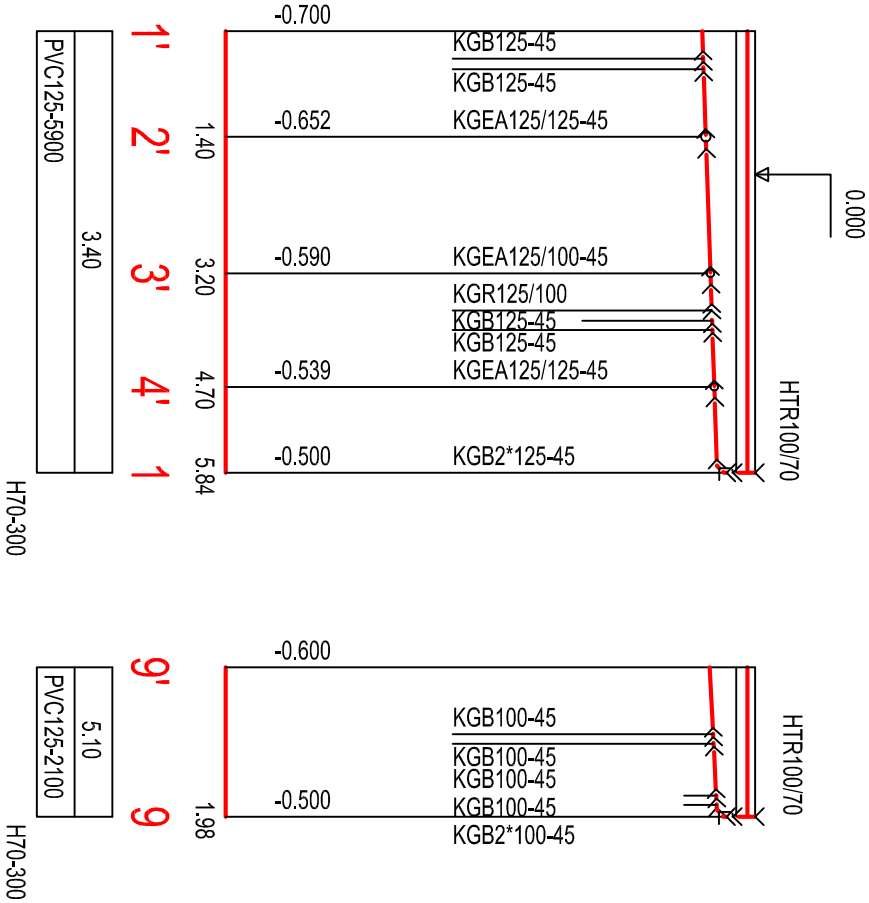 -0.700
KGB125-45
KGB125-45
-0.652
KGEA125/125-45
-0.590
KGEA125/100-45
KGR125/100
KGB125-45
KGB125-45
-0.539
KGEA125/125-45
-0.500
KGB2*125-45
0.000
HTR100/70
1.40
3.20
4.70
5.84
1'
2'
3'
4'
1
3.40
PVC125-5900
H70-300
-0.600
KGB100-45
KGB100-45
KGB100-45
KGB100-45
-0.500
KGB2*100-45
HTR100/70
1.98
9'
9
5.10
PVC125-2100
H70-300